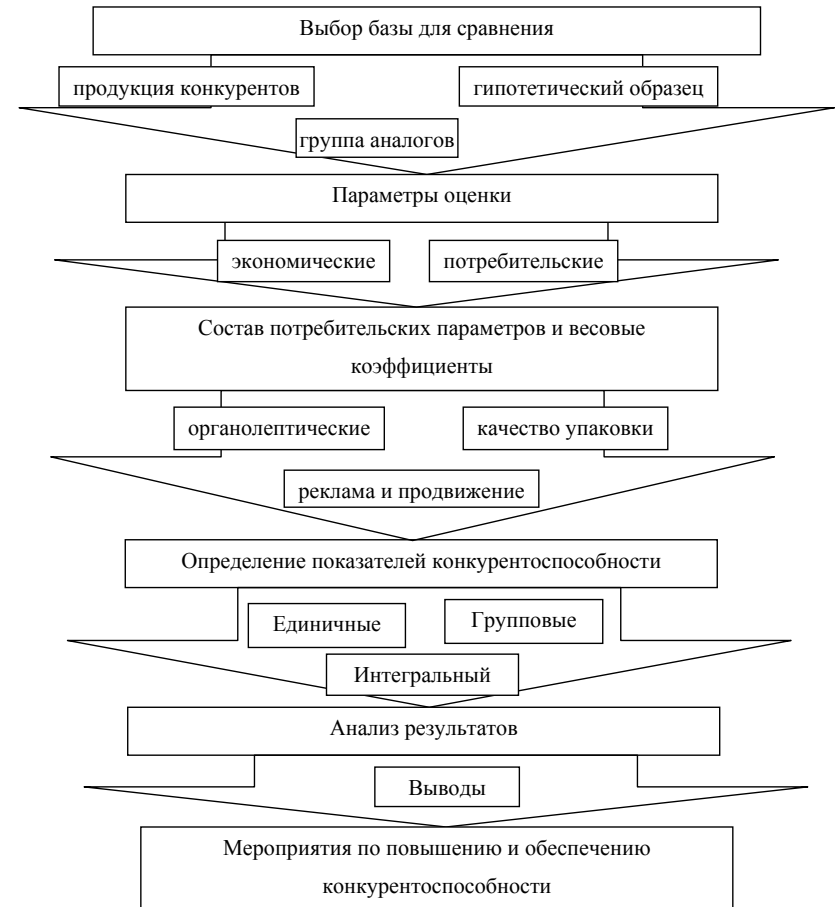 Выбор базы для сравнения
продукция конкурентов
гипотетический образец
группа аналогов
Параметры оценки
экономические
потребительские
Состав потребительских параметров и весовые
коэффициенты
органолептические
качество упаковки
реклама и продвижение
Определение показателей конкурентоспособности
Единичные
Групповые
Интегральный
Анализ результатов
Выводы
Мероприятия по повышению и обеспечению
конкурентоспособности